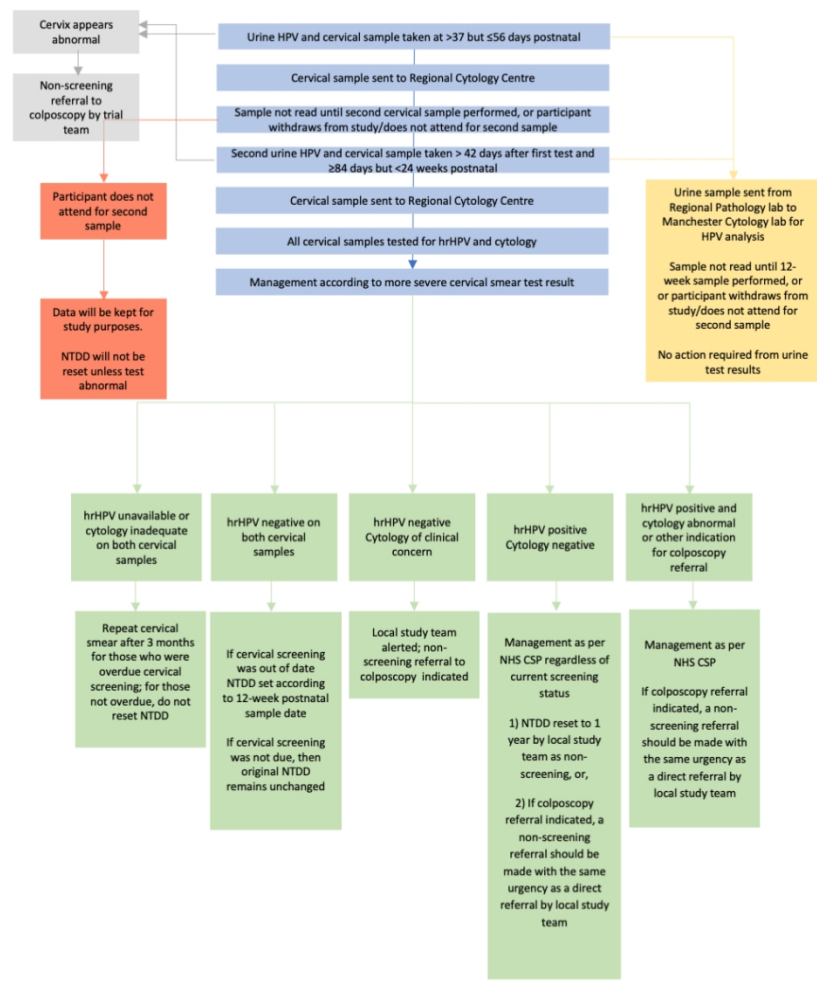 Cervix appears
abnormal
Non-screening
referral to
colposcopy by trial
team
Urine HPV and cervical sample taken at >37 but ≤56 days postnatal
Cervical sample sent to Regional Cytology Centre
Sample not read until second cervical sample performed, or participant
withdraws from study/does not attend for second sample
Second urine HPV and cervical sample taken > 42 days after first test and
≥84 days but <24 weeks postnatal
Cervical sample sent to Regional Cytology Centre
All cervical samples tested for hrHPV and cytology
Management according to more severe cervical smear test result
Participant does not
attend for second
sample
Data will be kept for
study purposes.
NTDD will not be
reset unless test
abnormal
Urine sample sent from
Regional Pathology lab to
Manchester Cytology lab for
HPV analysis
Sample not read until 12-
week sample performed, or
or participant withdraws from
study/does not attend for
second sample
No action required from urine
test results
hrHPV unavailable or
cytology inadequate
on both cervical
samples
hrHPV negative on
both cervical
samples
hrHPV negative
Cytology of clinical
concern
hrHPV positive
Cytology negative
hrHPV positive and
cytology abnormal
or other indication
for colposcopy
referral
Repeat cervical
smear after 3 months
for those who were
overdue cervical
screening; for those
not overdue, do not
reset NTDD
If cervical screening
was out of date
NTDD set according
to 12-week postnatal
sample date
If cervical screening
was not due, then
original NTDD
remains unchanged
Local study team
alerted; non-
screening referral to
colposcopy indicated
Management as per
NHS CSP regardless of
current screening
status
1) NTDD reset to 1
year by local study
team as non-
screening, or,
2) If colposcopy
referral indicated, a
non-screening
referral should be
made with the same
urgency as a direct
referral by local study
team
Management as per
NHS CSP
If colposcopy referral
indicated, a non-
screening referral
should be made with
the same urgency as
a direct referral by
local study team